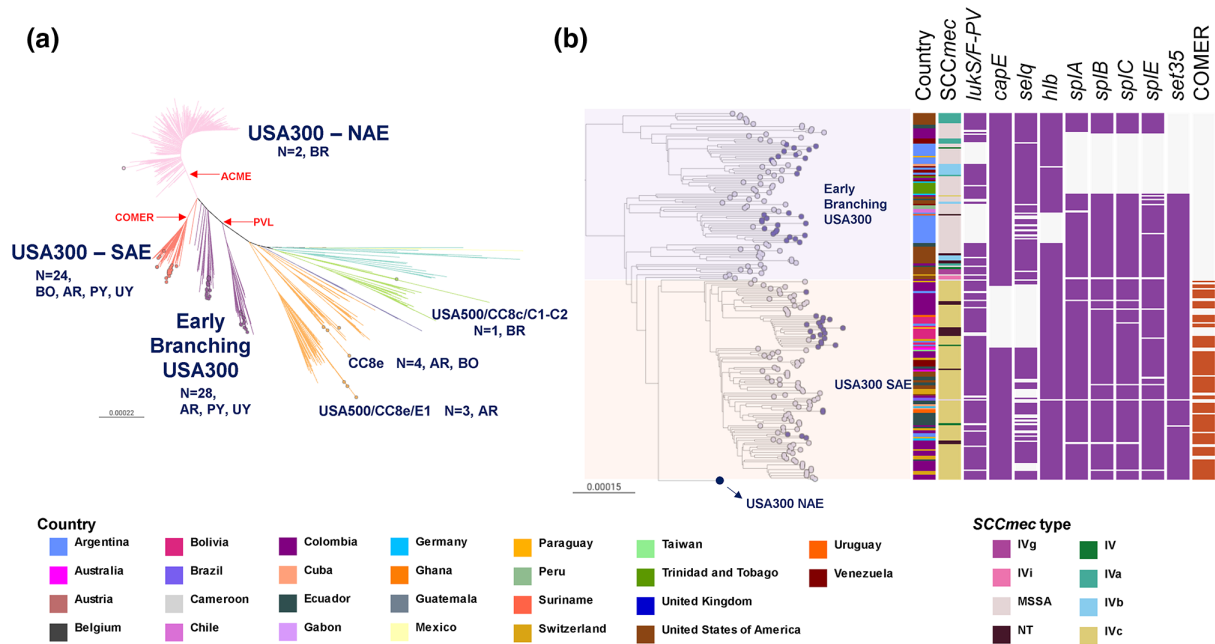 (a)
USA300 – NAE
N=2, BR
ACME
COMER
PVL
USA300 – SAE
N=24,
BO, AR, PY, UY
Early
Branching
USA300
N=28,
AR, PY, UY
USA500/CC8c/C1-C2
N=1, BR
CC8e N=4, AR, BO
USA500/CC8e/E1 N=3, AR
0.00022
(b)
Country
SCCmec
lukS/F-PV
capE
selq
hlb
splA
splB
splC
splE
set35
COMER
Early
Branching
USA300
USA300 SAE
USA300 NAE
0.00015
Country
Argentina
Australia
Austria
Belgium
Bolivia
Brazil
Cameroon
Chile
Colombia
Cuba
Ecuador
Gabon
Germany
Ghana
Guatemala
Mexico
Paraguay
Peru
Suriname
Switzerland
Taiwan
Trinidad and Tobago
United Kingdom
United States of America
Uruguay
Venezuela
SCCmec type
IVg
IVi
MSSA
NT
IV
IVa
IVb
IVc